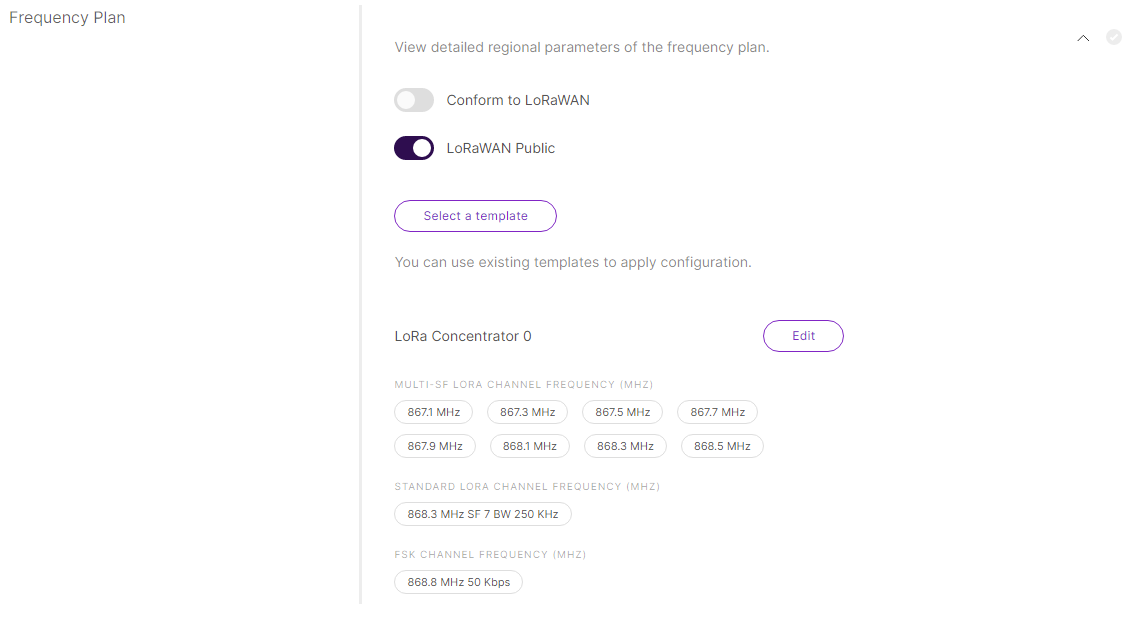 Frequency Plan
View detailed regional parameters of the frequency plan.
Conform to LoRaWAN
LoRaWAN Public
Select a template
You can use existing templates to apply configuration.
LoRa Concentrator 0
Edit
MULTI-SF LORA CHANNEL FREQUENCY (MHZ)
867.1 MHz 867.3 MHz 867.5 MHz 867.7 MHz
867.9 MHz 868.1 MHz 868.3 MHz 868.5 MHz
STANDARD LORA CHANNEL FREQUENCY (MHZ)
868.3 MHz SF 7 BW 250 KHz
FSK CHANNEL FREQUENCY (MHZ)
868.8 MHz 50 Kbps